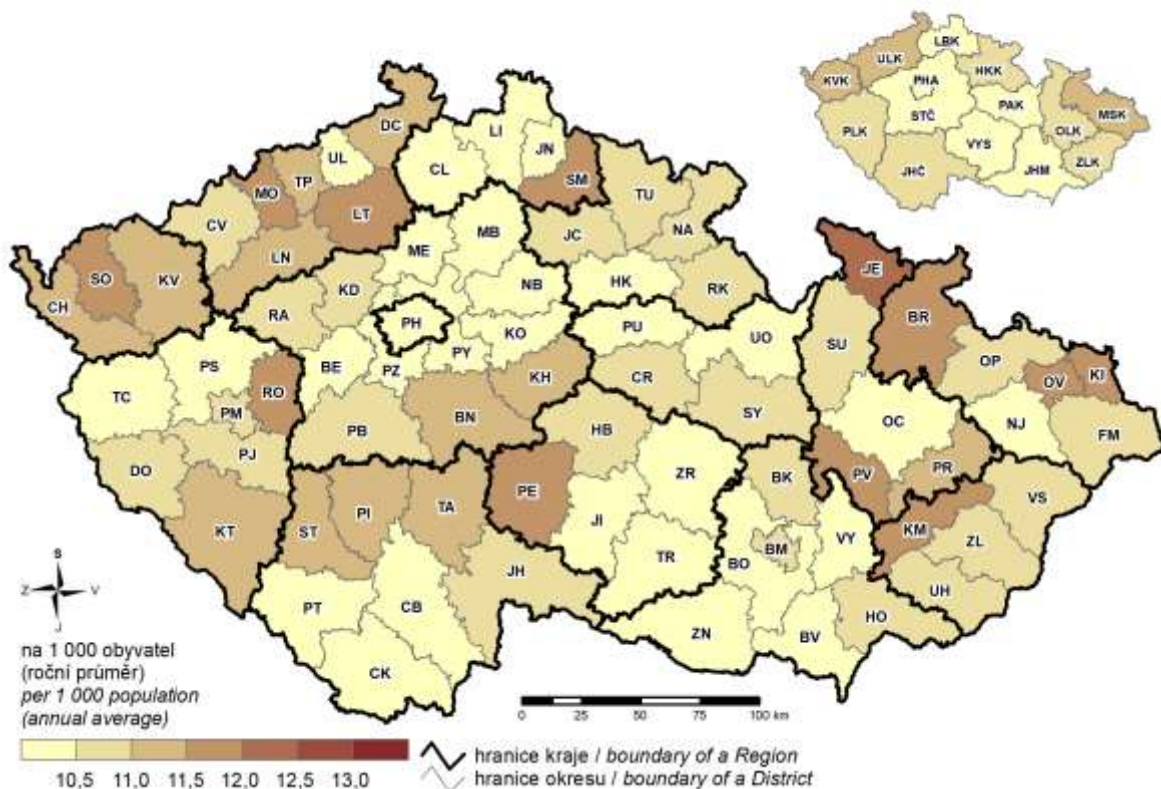 LBK
ULK
HKK
KVK
PHA
PAK
MSK
STČ
OLK
PLK
VYS
ZLK
JHČ
JHM
DC
LI
UL
JN
CL
TP
MO
SM
LT
TU
CV
MB
NA
JC
ME
LN
JE
SO
KV
NB
HK
KD
RK
CH
RA
BR
PH
PU
KO
UO
SU
OP
PS
BE
PY
PZ
OV
KI
TC
RO
KH
CR
PM
BN
SY
OC
NJ
FM
PB
HB
DO
PJ
PV
PR
ZR
BK
VS
PE
PI
TA
KM
KT
ST
JI
ZL
BM
VY
TR
BO
JH
UH
PT
CB
HO
ZN
BV
CK
S
Z V
J
na 1 000 obyvatel
(roční průměr)
per 1 000 population
(annual average)
10,5 11,0 11,5 12,0 12,5 13,0
0 25 50 75 100 km
hranice kraje / boundary of a Region
hranice okresu / boundary of a District